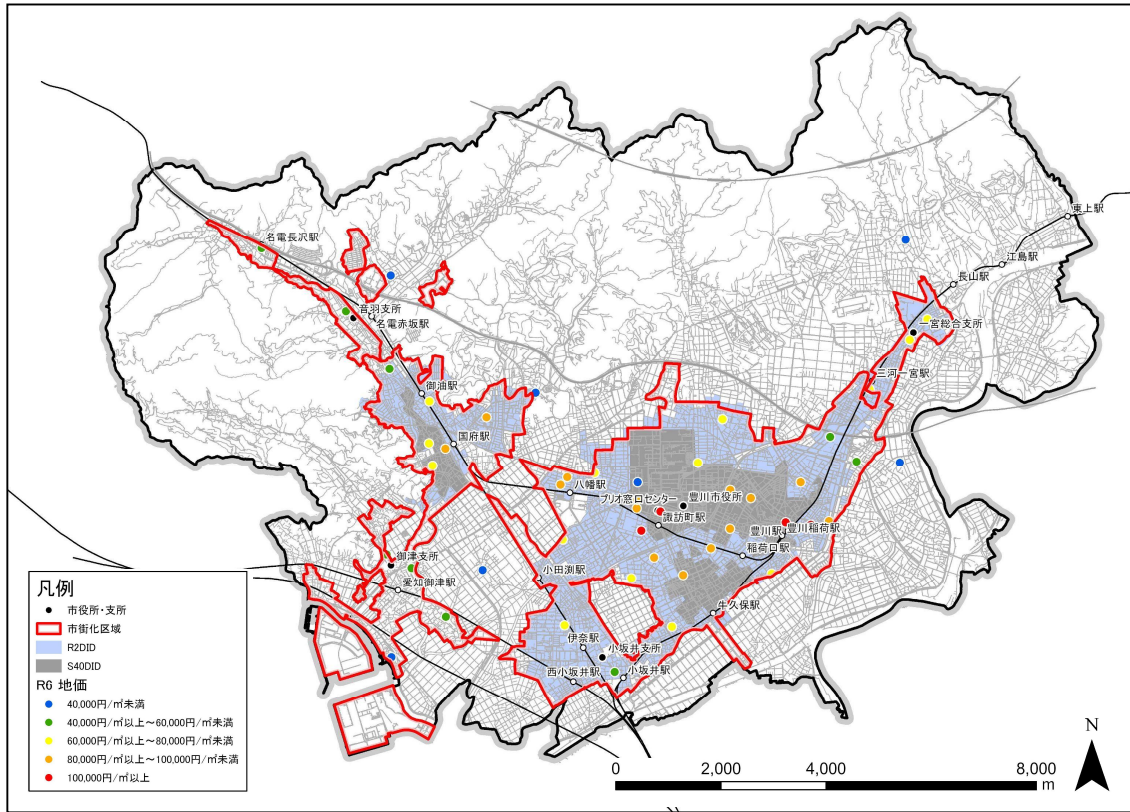 東上駅
名電長沢駅
江島駅
長山駅
音羽支所
名電赤坂駅
一宮総合支所
三河一宮駅
御油駅
国府駅
八幡駅
プリオ窓口センター
豊川市役所
諏訪町駅
豊川駅
豊川稲荷駅
稲荷口駅
御津支所
愛知御津駅
小田渕駅
牛久保駅
伊奈駅
小坂井支所
西小坂井駅
小坂井駅
凡例
市役所・支所
市街化区域
R2DID
S40DID
R6 地価
40,000円/㎡未満
40,000円/㎡以上～60,000円/㎡未満
60,000円/㎡以上～80,000円/㎡未満
80,000円/㎡以上～100,000円/㎡未満
100,000円/㎡以上
N
0 2,000 4,000 8,000
m